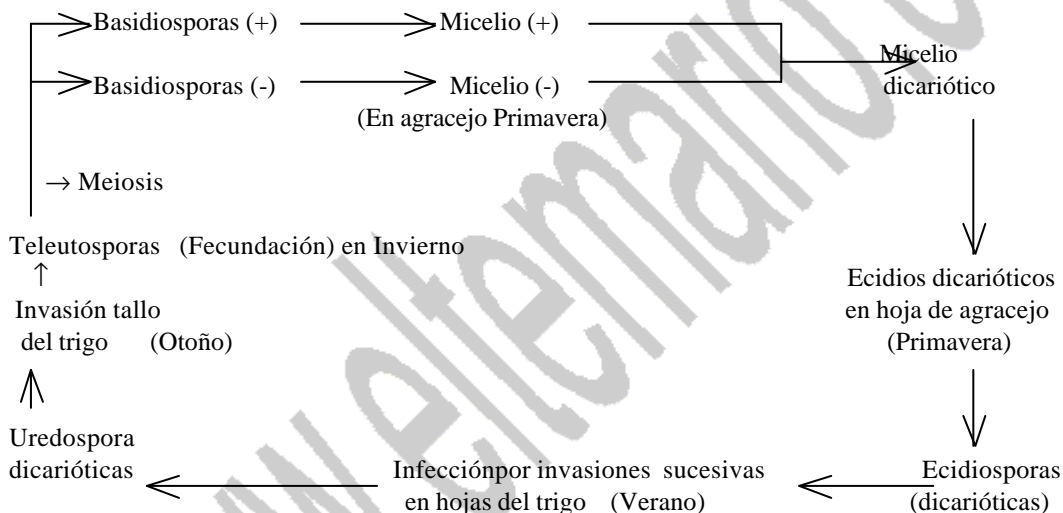 Basidiosporas (+) Micelio (+)
Micelio
Basidiosporas (-) Micelio (-) dicariótico
(En agracejo Primavera)
→ Meiosis
Teleutosporas (Fecundación) en Invierno
↑
Ecidios dicarióticos
Invasión tallo en hoja de agracejo
del trigo (Otoño) (Primavera)
Uredospora
dicarióticas Infecciónpor invasiones sucesivas Ecidiosporas
en hojas del trigo (Verano) (dicarióticas)
www.eltemario